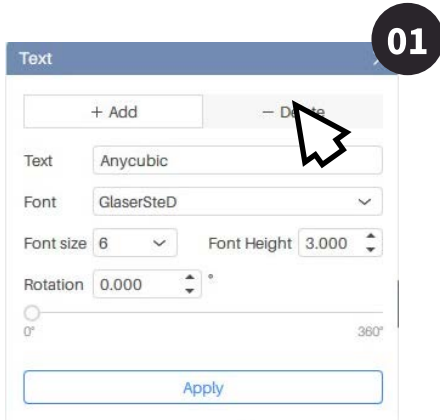 01
Text
+ Add
− Delete
Text Anycubic
Font GlaserSteD
Font size 6 Font Height 3.000
Rotation 0.000 °
0° 360°
Apply